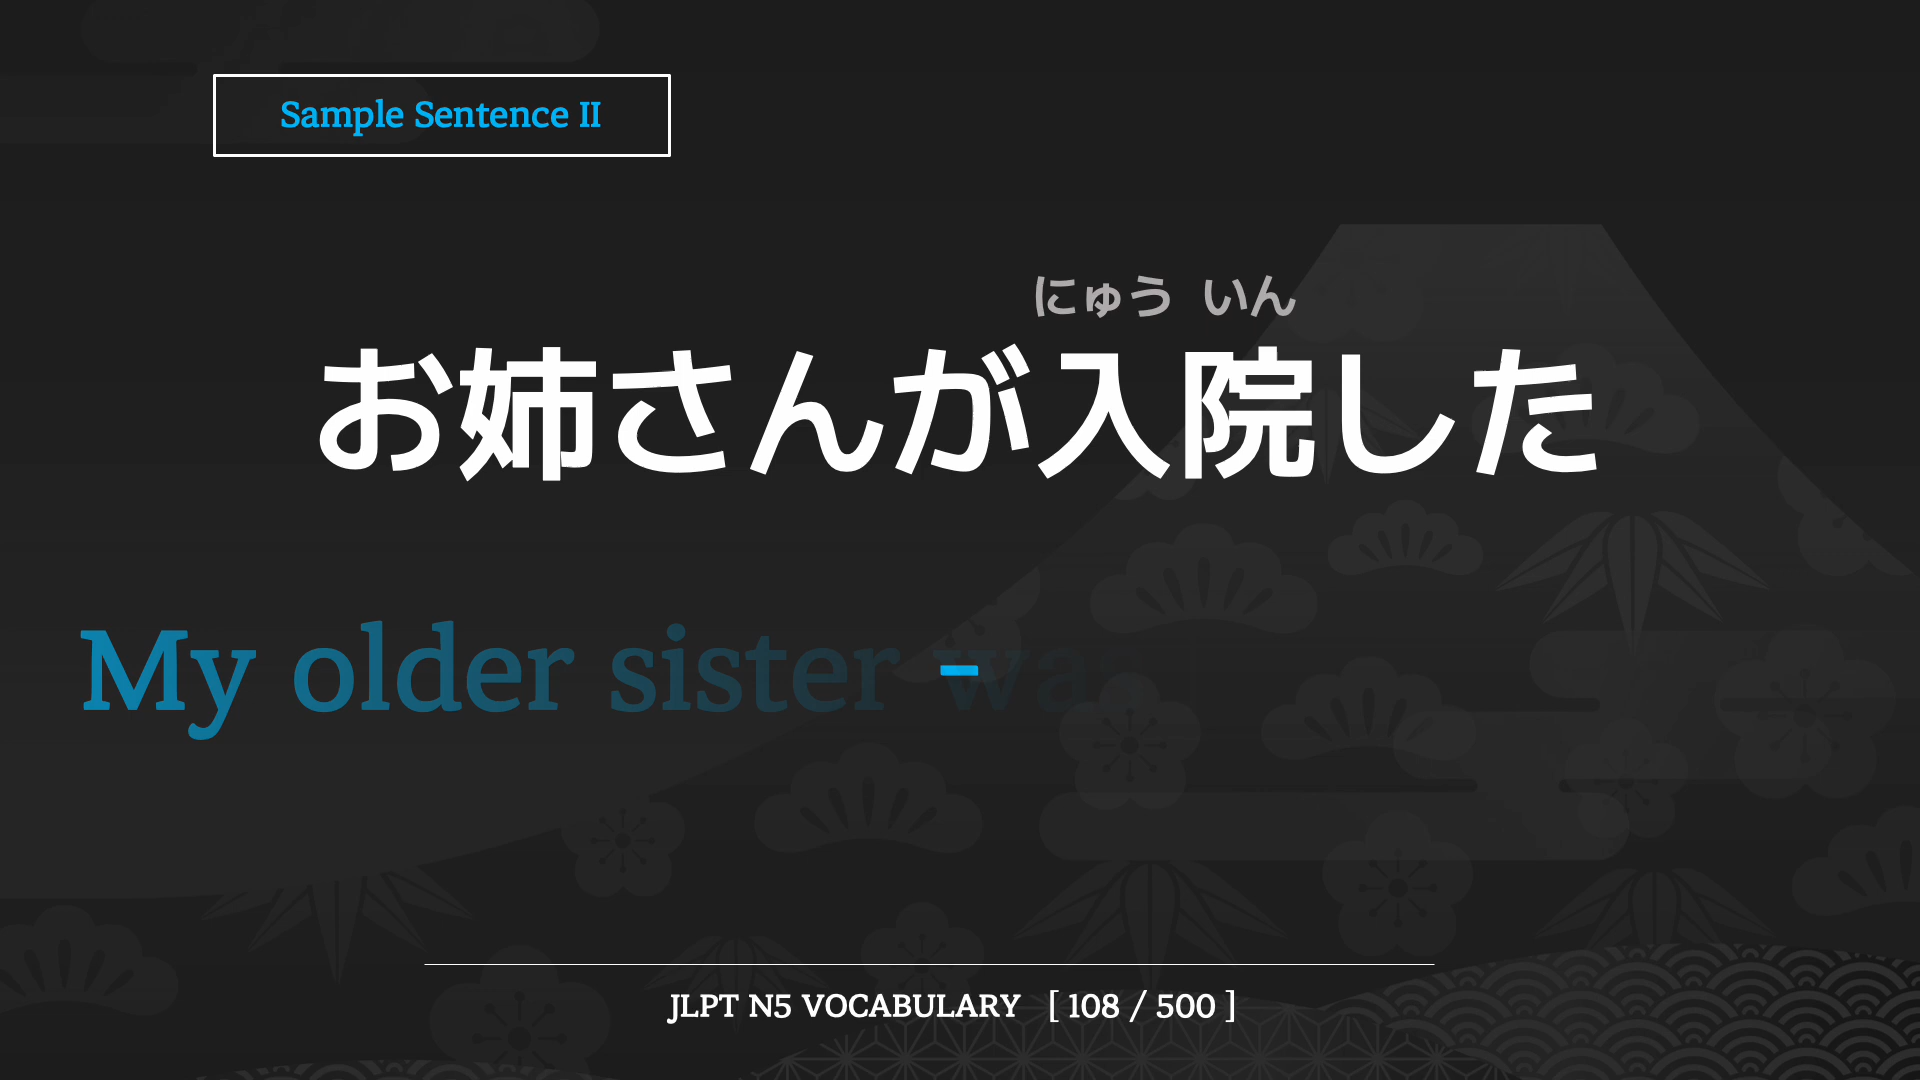 Sample Sentence II
にゅう いん
お姉さんが入院した
My older sister was
JLPT N5 VOCABULARY [ 108 / 500 ]